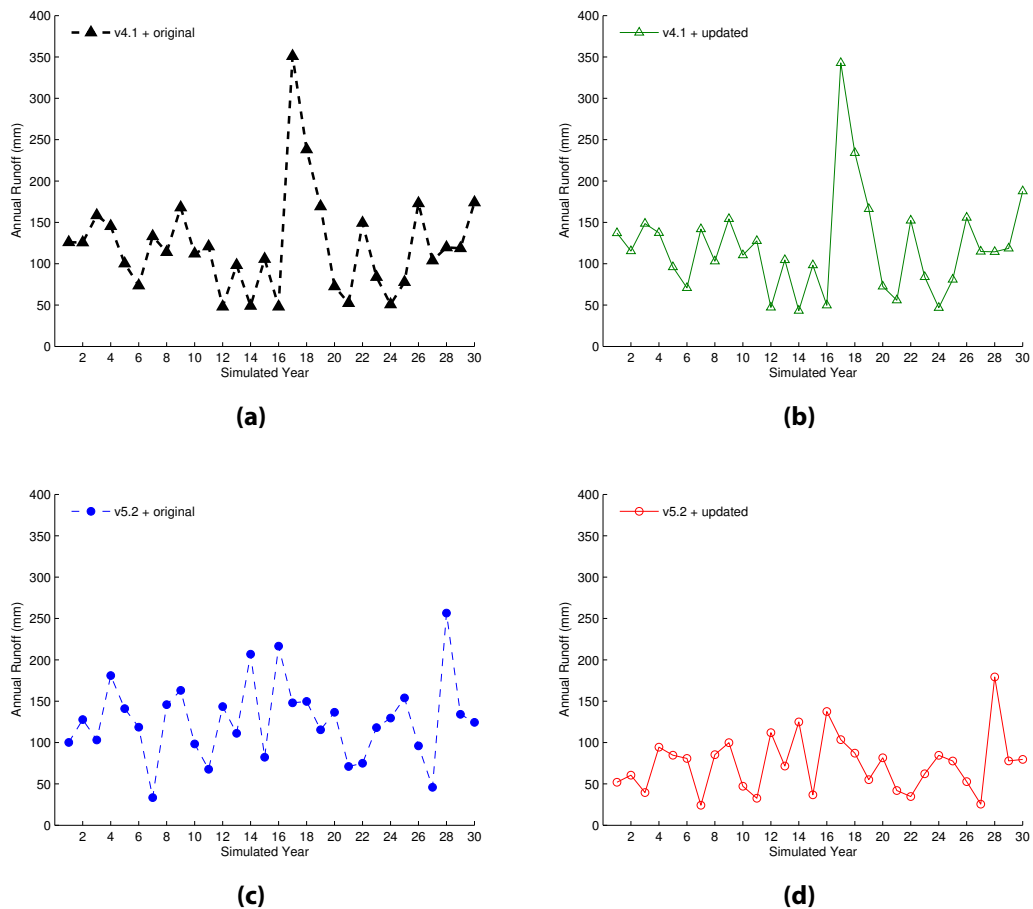 v4.1 + original
400
350
300
250
200
150
100
50
0
Annual Runoff (mm)
2 4 6 8 10 12 14 16 18 20 22 24 26 28 30
Simulated Year
(a)
v4.1 + updated
400
350
300
250
200
150
100
50
0
Annual Runoff (mm)
2 4 6 8 10 12 14 16 18 20 22 24 26 28 30
Simulated Year
(b)
v5.2 + original
400
350
300
250
200
150
100
50
0
Annual Runoff (mm)
2 4 6 8 10 12 14 16 18 20 22 24 26 28 30
Simulated Year
(c)
v5.2 + updated
400
350
300
250
200
150
100
50
0
Annual Runoff (mm)
2 4 6 8 10 12 14 16 18 20 22 24 26 28 30
Simulated Year
(d)